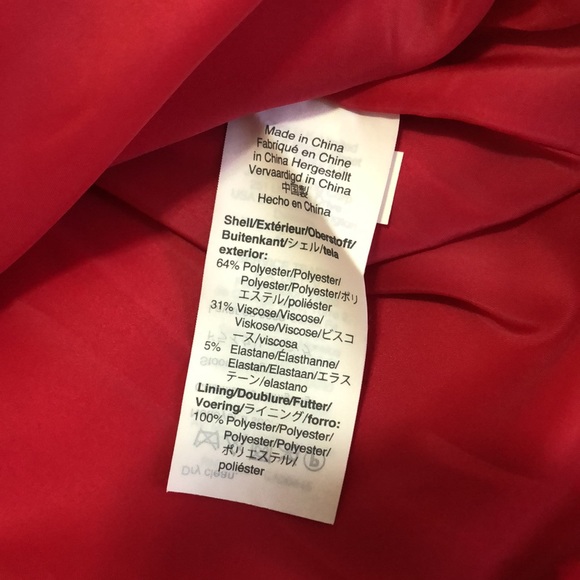 Made in China
Fabriqué en Chine
in China Hergestellt
Vervaardigd in China
中国製
Hecho en China
Shell/Extérieur/Oberstoff/
Buitenkant/シェル/tela
exterior:
64% Polyester/Polyester/
Polyester/Polyester/ポリ
エステル/poliéster
31% Viscose/Viscose/
Viskose/Viscose/ビスコ
ース/viscosa
5% Elastane/Élasthanne/
Elastan/Elastaan/エラス
テーン/elastano
Lining/Doublure/Futter/
Voering/ライニング/forro:
100% Polyester/Polyester/
Polyester/Polyester/
ポリエステル/
poliéster
Dry clean